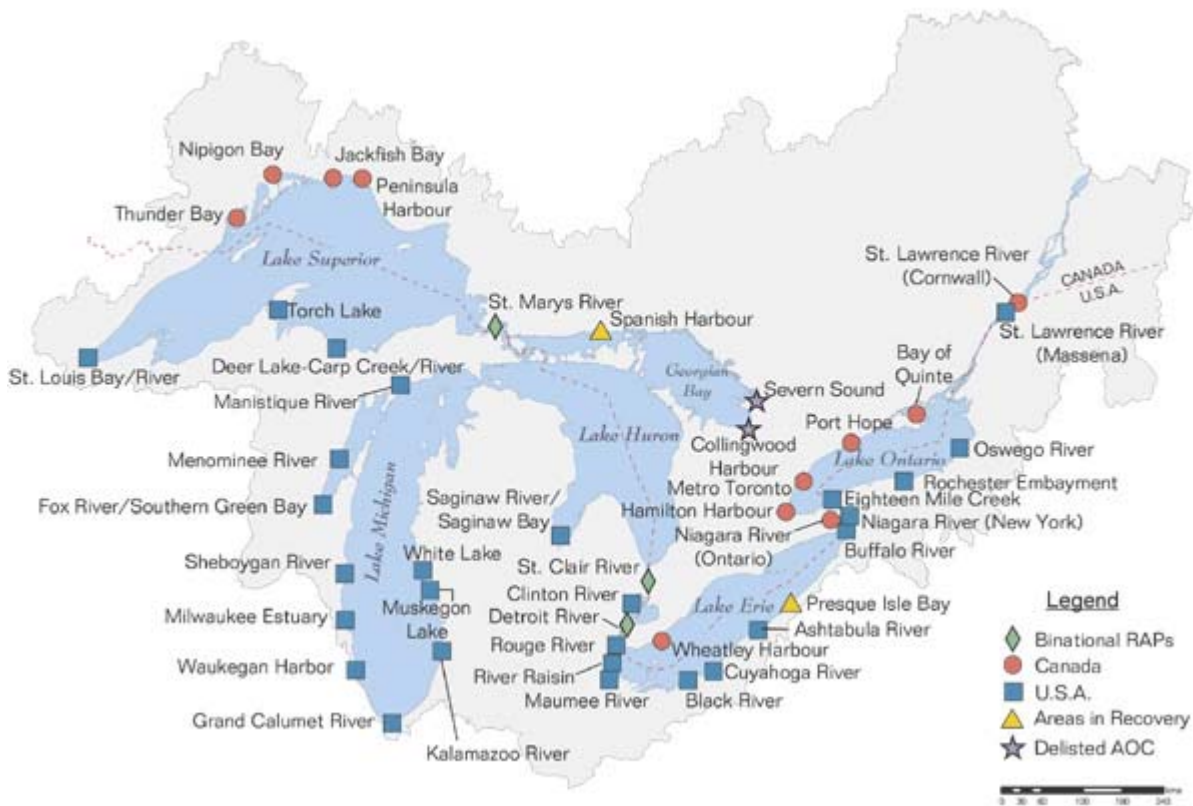 Nipigon Bay
Jackfish Bay
Peninsula
Harbour
Thunder Bay
Lake Superior
St. Lawrence River
(Cornwall)
CANADA
U.S.A.
St. Marys River
Spanish Harbour
Torch Lake
St. Lawrence River
(Massena)
St. Louis Bay/River
Deer Lake-Carp Creek/River
Manistique River
Georgian
Bay
Severn Sound
Bay of
Quinte
Port Hope
Lake Huron
Collingwood
Harbour
Lake Ontario
Oswego River
Menominee River
Metro Toronto
Rochester Embayment
Fox River/Southern Green Bay
Lake Michigan
Saginaw River/
Saginaw Bay
Hamilton Harbour
Eighteen Mile Creek
Niagara River
(Ontario)
Niagara River (New York)
Buffalo River
Sheboygan River
White Lake
St. Clair River
Muskegon
Lake
Clinton River
Lake Erie
Presque Isle Bay
Milwaukee Estuary
Detroit River
Ashtabula River
Rouge River
Wheatley Harbour
Waukegan Harbor
River Raisin
Cuyahoga River
Maumee River
Black River
Grand Calumet River
Kalamazoo River
Legend
Binational RAPs
Canada
U.S.A.
Areas in Recovery
Delisted AOC
0